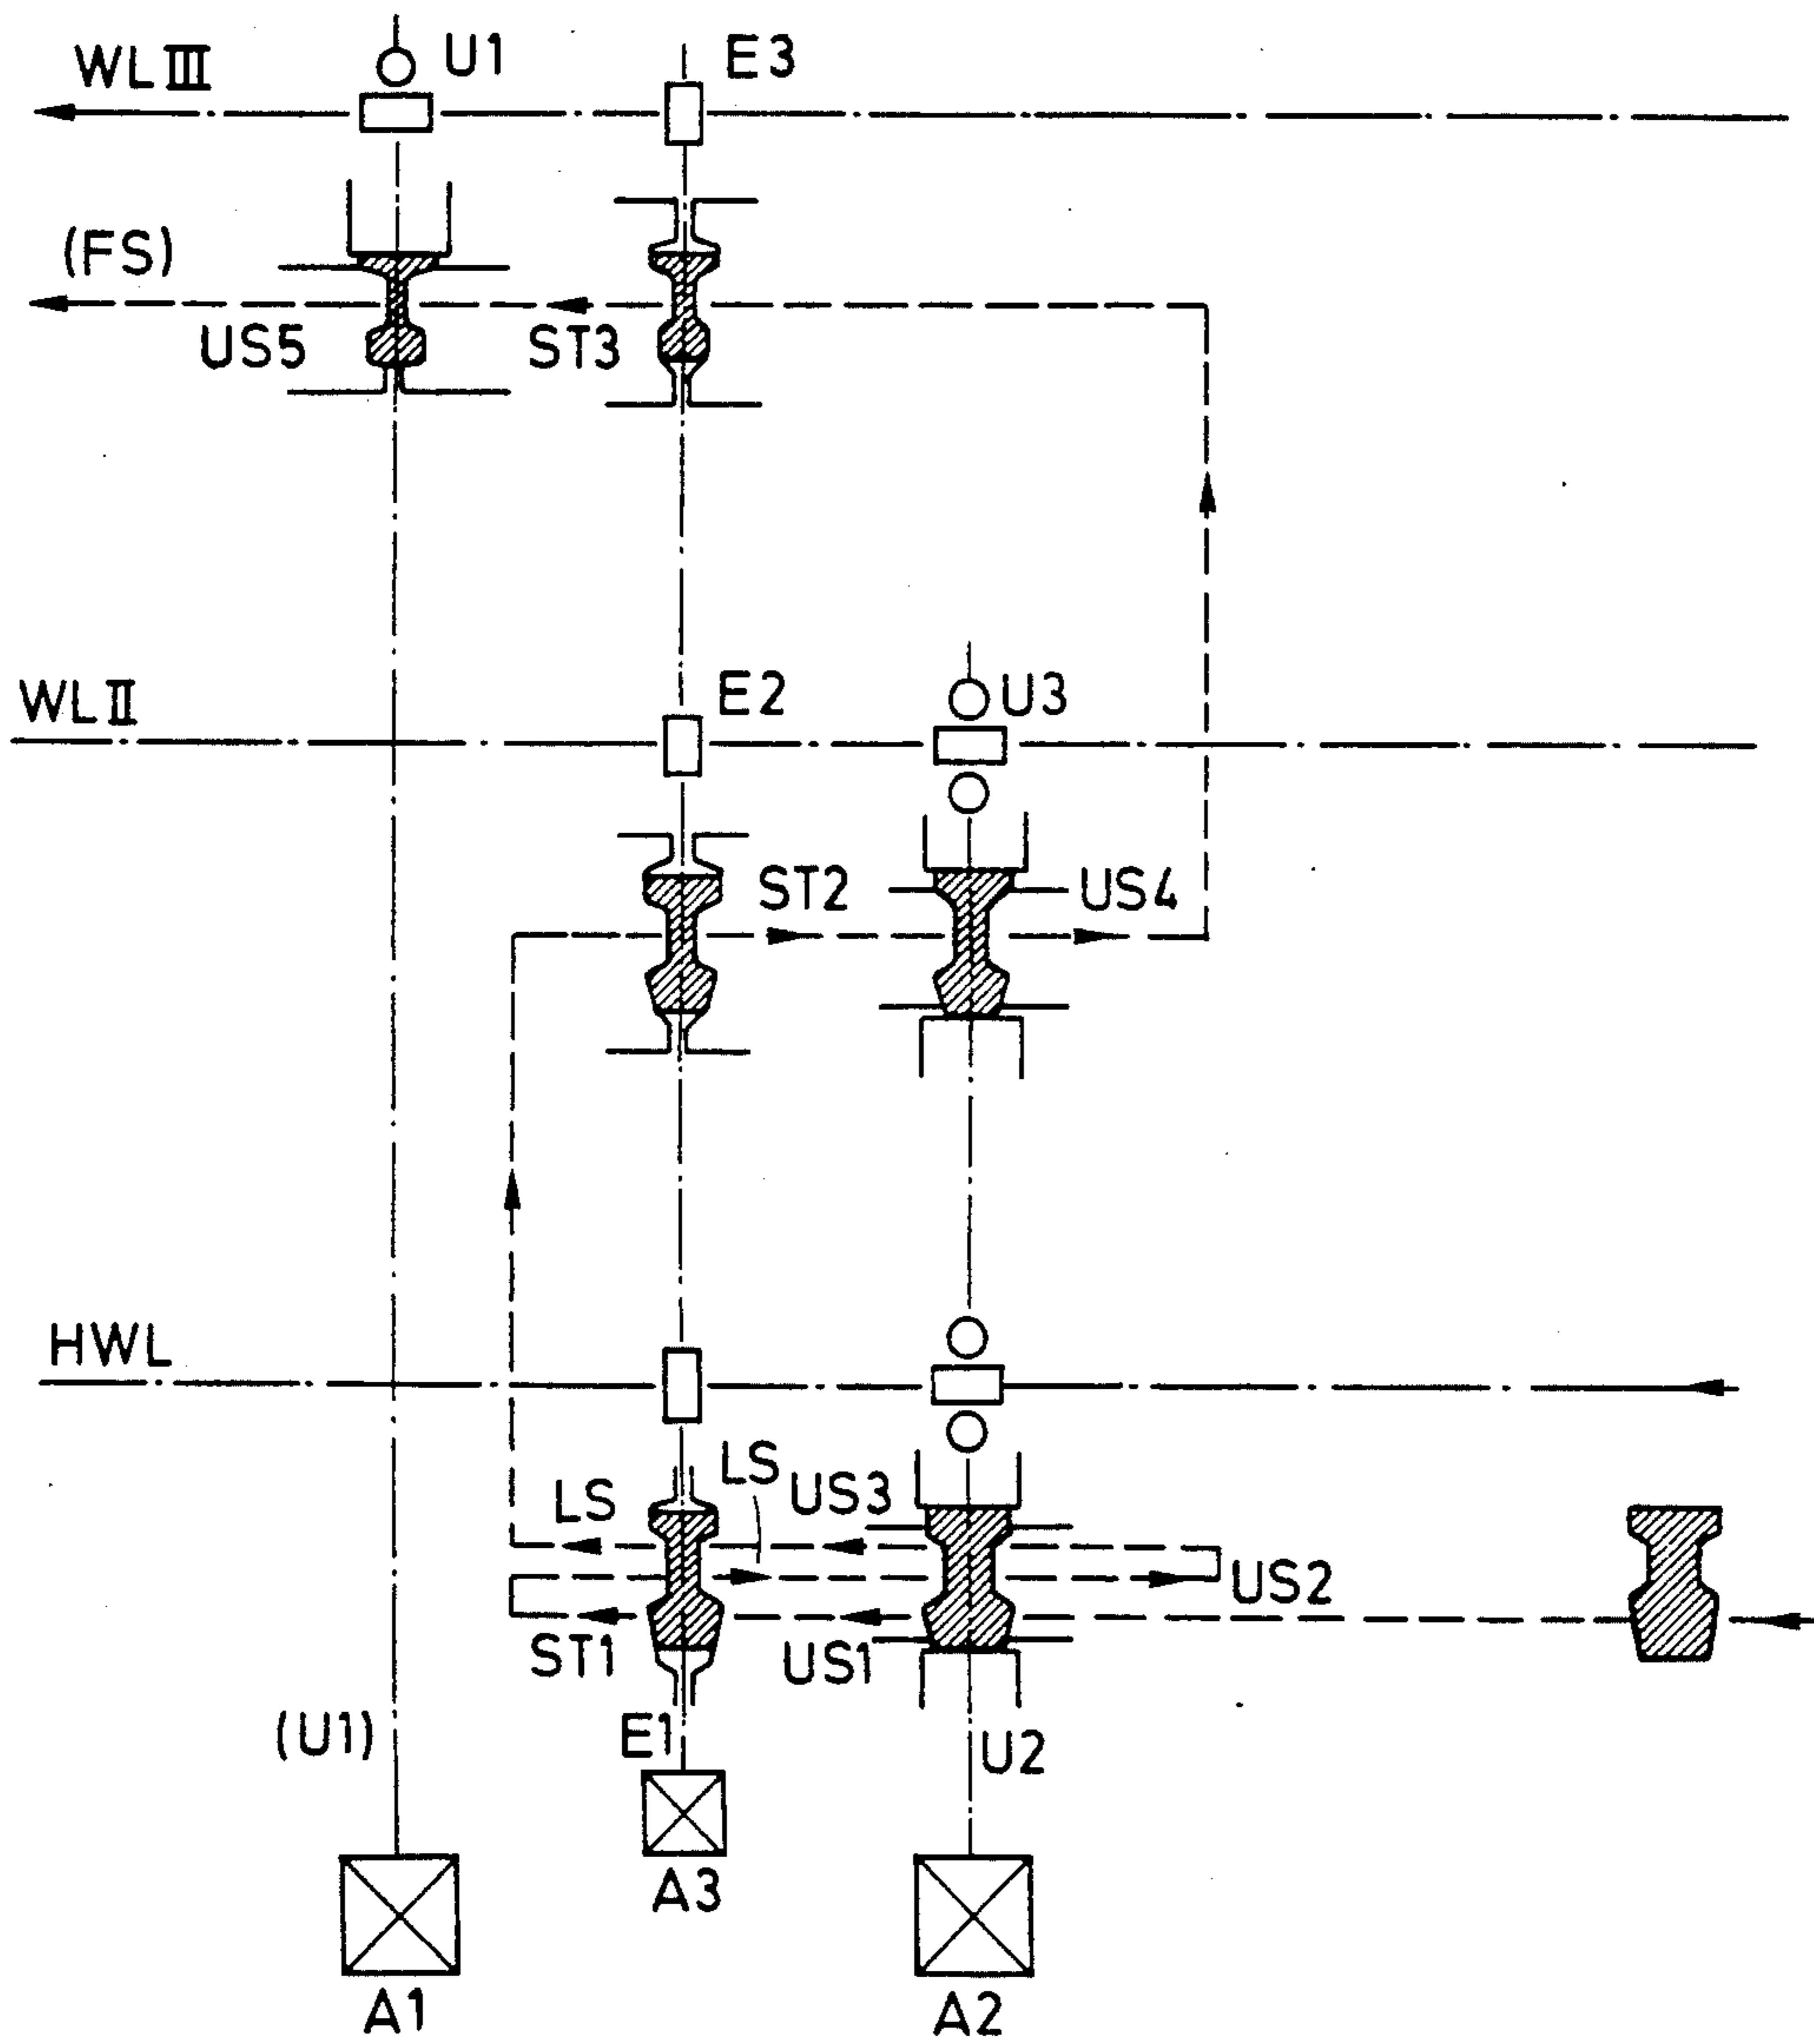 WL III
U1
E3
(FS)
US5
ST3
WL II
E2
U3
ST2
US4
HWL
LS
LS
US3
US2
ST1
US1
(U1)
E1
U2
A3
A1
A2